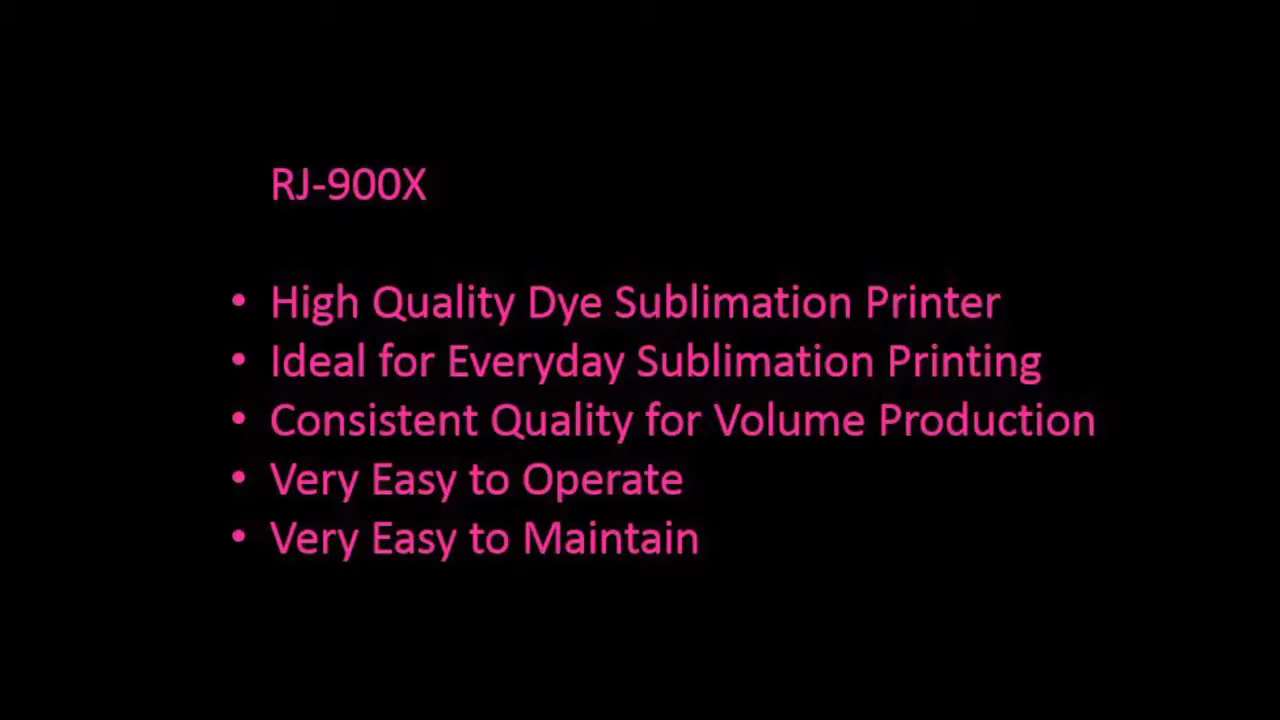 RJ-900X
• High Quality Dye Sublimation Printer
• Ideal for Everyday Sublimation Printing
• Consistent Quality for Volume Production
• Very Easy to Operate
• Very Easy to Maintain